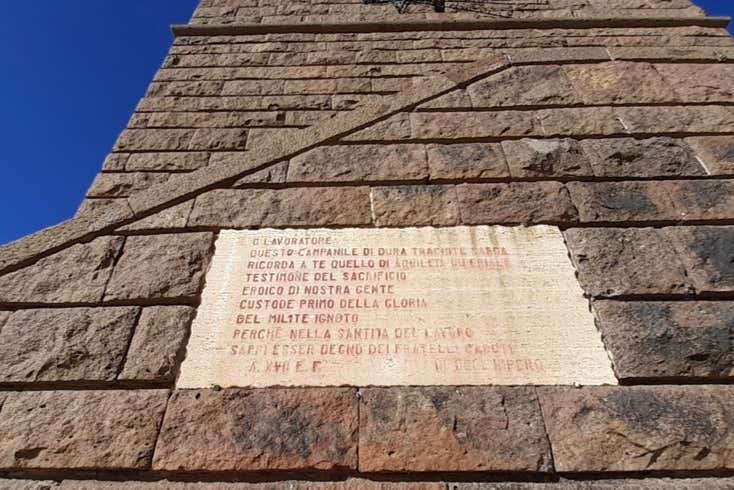 O LAVORATORE
QUESTO CAMPANILE DI DURA TRACHITE SARDA
RICORDA A TE QUELLO DI AQUILEIA
TESTIMONE DEL SACRIFICIO
EROICO DI NOSTRA GENTE
CUSTODE PRIMO DELLA GLORIA
DEL MILITE IGNOTO
PERCHÈ NELLA SANTITÀ DEL LAVORO
SAPPI ESSER DEGNO DEI FRATELLI CADUTI
A. XVII E. F. III DELL'IMPERO